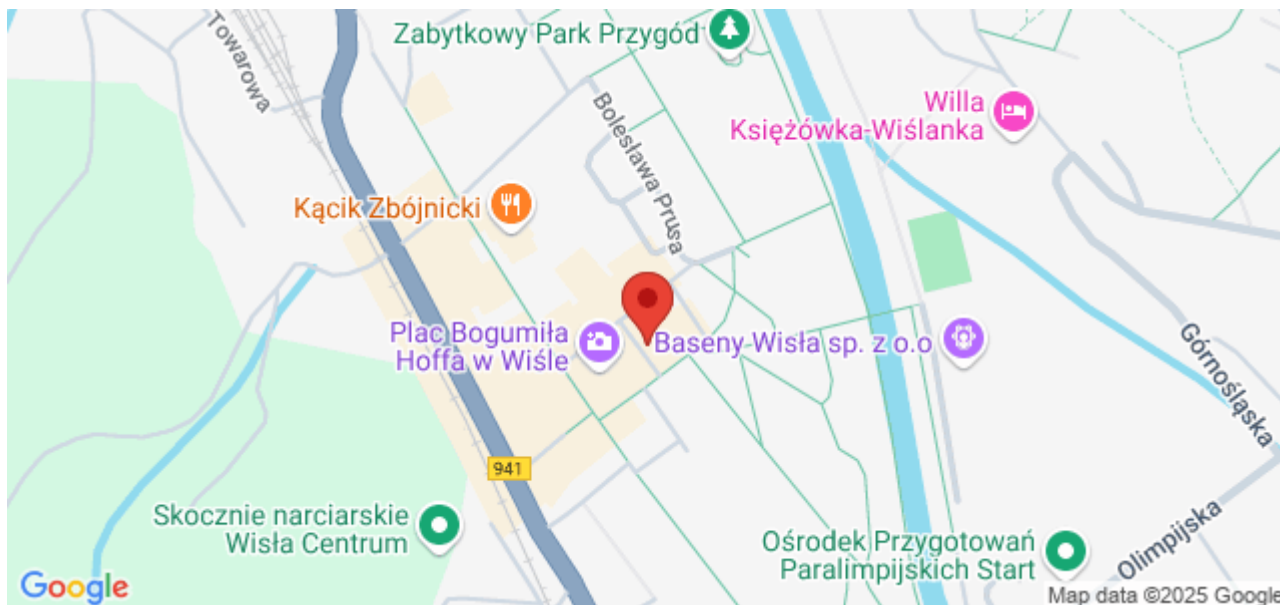 Towarowa
Zabytkowy Park Przygód
Bolesława Prusa
Willa
Księżówka-Wiślanka
Kącik Zbójnicki
Plac Bogumiła
Hoffa w Wiśle
Baseny Wisła sp. z o.o
Górnośląska
941
Skocznie narciarskie
Wisła Centrum
Ośrodek Przygotowań
Paralimpijskich Start
Olimpijska
Google
Map data ©2025 Google